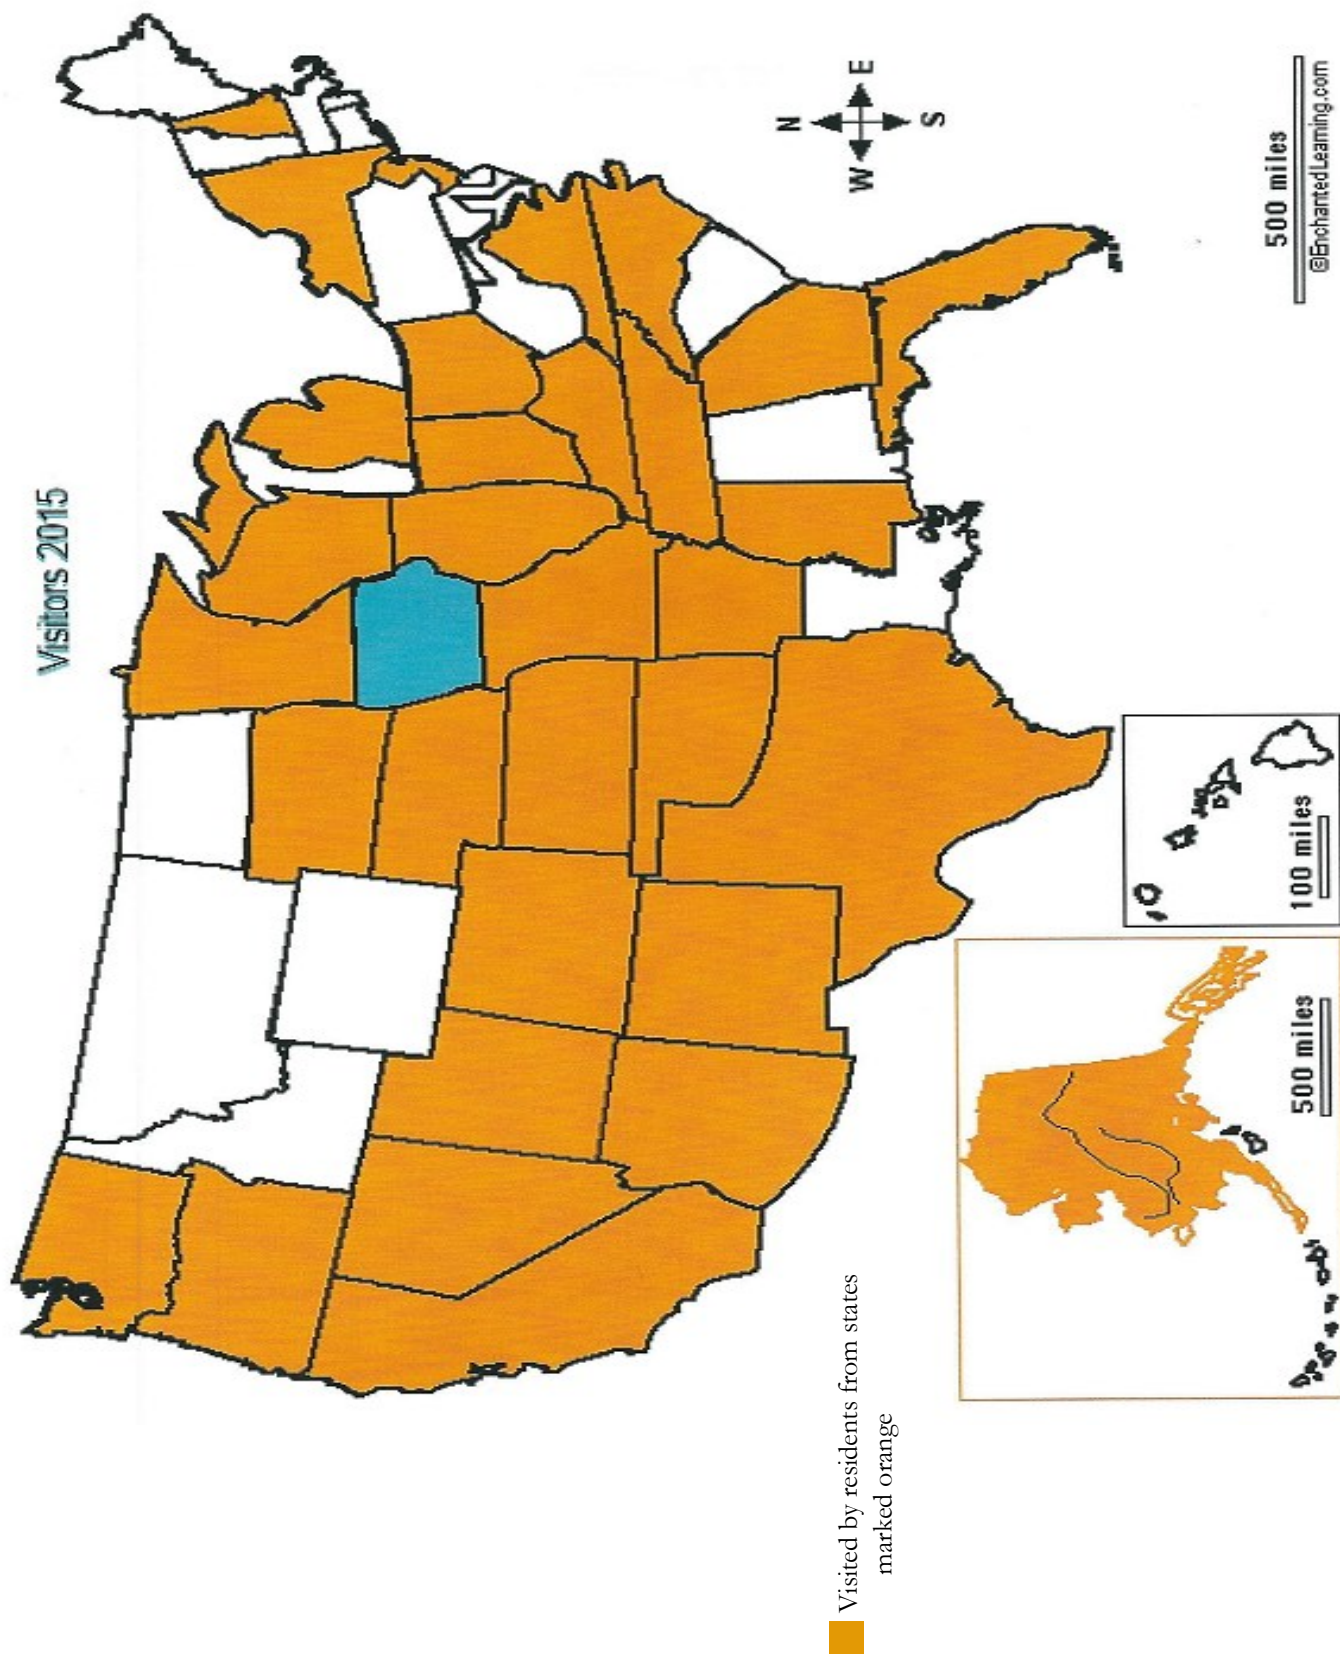 Visitors 2015
N
W E
S
500 miles
©EnchantedLearning.com
Visited by residents from states
marked orange
500 miles
100 miles